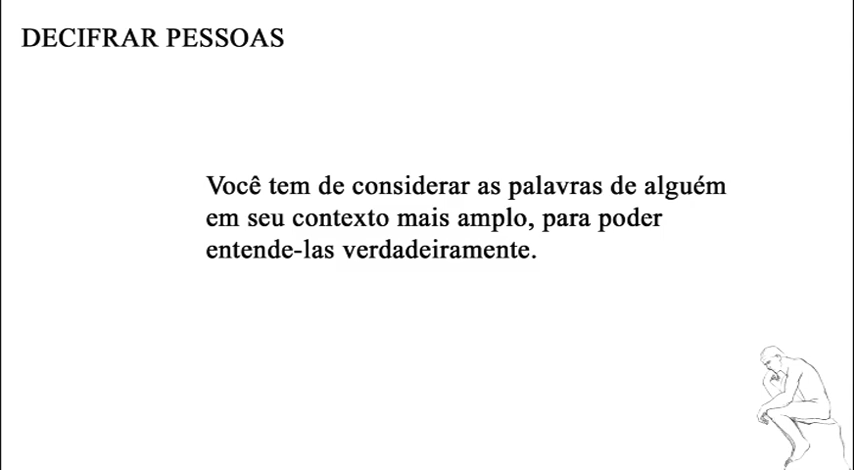 DECIFRAR PESSOAS
Você tem de considerar as palavras de alguém
em seu contexto mais amplo, para poder
entende-las verdadeiramente.